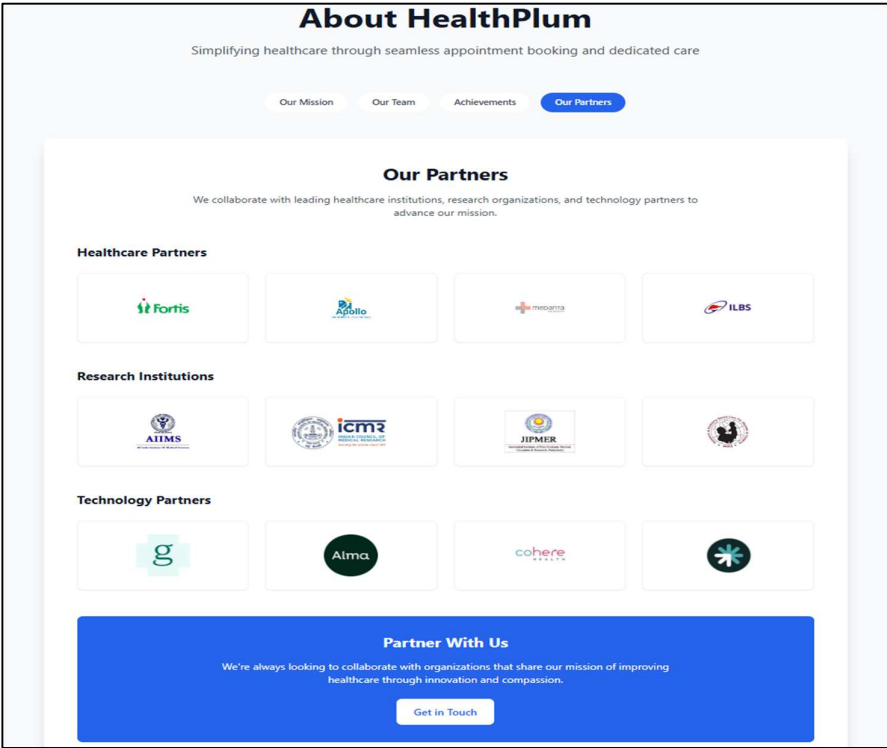 About HealthPlum
Simplifying healthcare through seamless appointment booking and dedicated care
Our Mission
Our Team
Achievements
Our Partners
Our Partners
We collaborate with leading healthcare institutions, research organizations, and technology partners to
advance our mission.
Healthcare Partners
Fortis
Apollo
medanta
ILBS
Research Institutions
AIIMS
icmr
INDIAN COUNCIL OF
MEDICAL RESEARCH
JIPMER
Technology Partners
g
Alma
cohere
HEALTH
Partner With Us
We're always looking to collaborate with organizations that share our mission of improving
healthcare through innovation and compassion.
Get in Touch